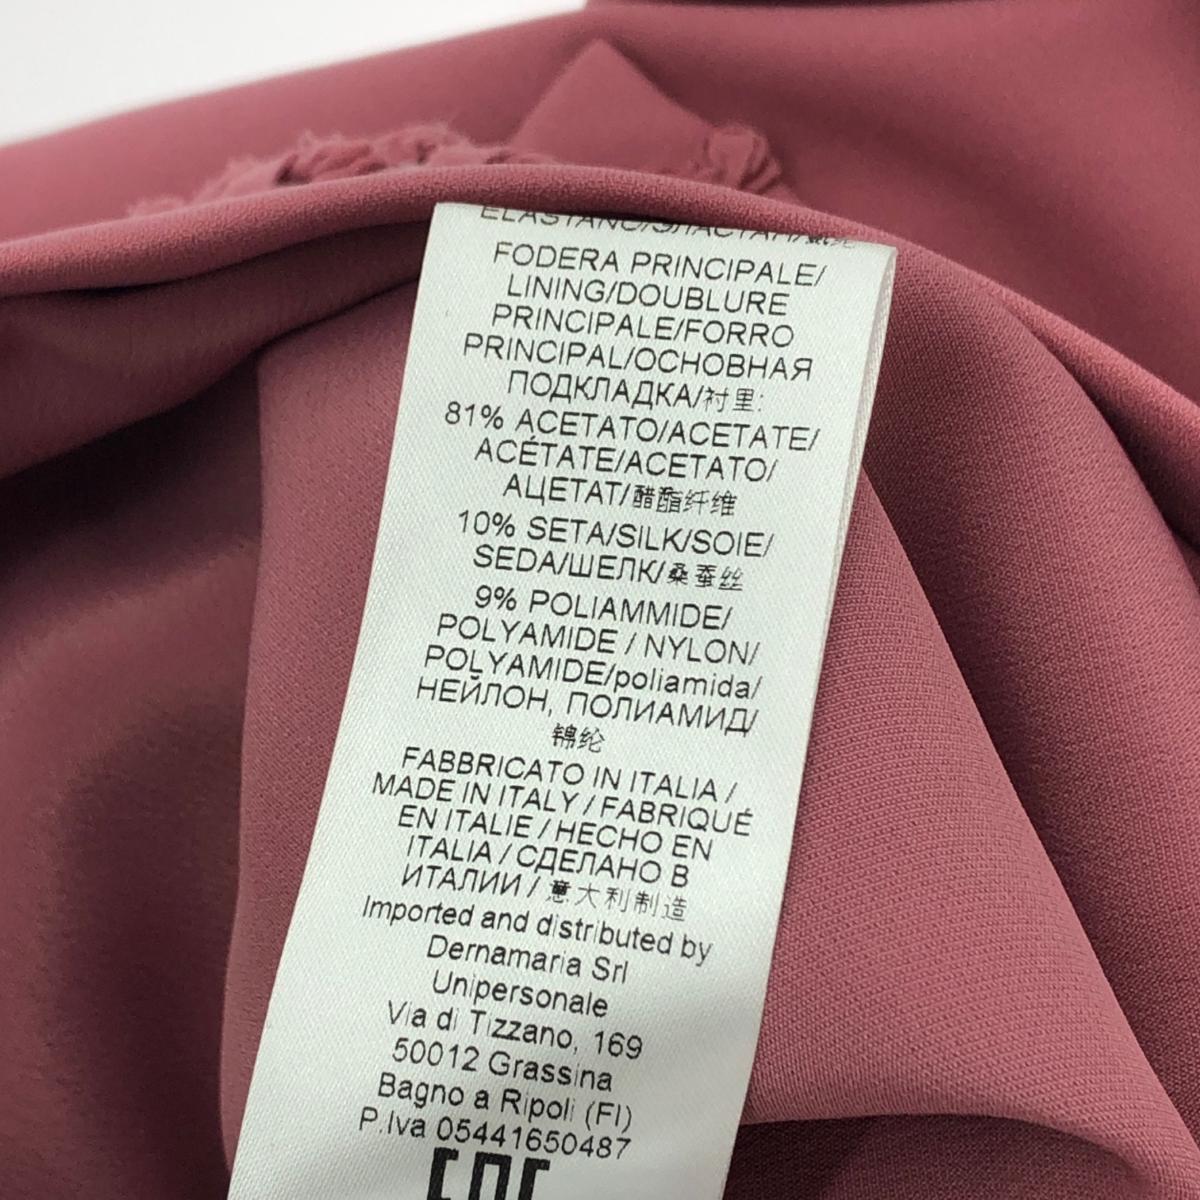 ELASTANO/ЭЛАСТАН/氨纶
FODERA PRINCIPALE/
LINING/DOUBLURE
PRINCIPALE/FORRO
PRINCIPAL/ОСНОВНАЯ
ПОДКЛАДКА/衬里:
81% ACETATO/ACETATE/
ACÉTATE/ACETATO/
АЦЕТАТ/醋酯纤维
10% SETA/SILK/SOIE/
SEDA/ШЕЛК/桑蚕丝
9% POLIAMMIDE/
POLYAMIDE / NYLON/
POLYAMIDE/poliamida/
НЕЙЛОН, ПОЛИАМИД/
锦纶
FABBRICATO IN ITALIA /
MADE IN ITALY / FABRIQUÉ
EN ITALIE / HECHO EN
ITALIA / СДЕЛАНО В
ИТАЛИИ / 意大利制造
Imported and distributed by
Dernamaria Srl
Unipersonale
Via di Tizzano, 169
50012 Grassina
Bagno a Ripoli (FI)
P.Iva 05441650487